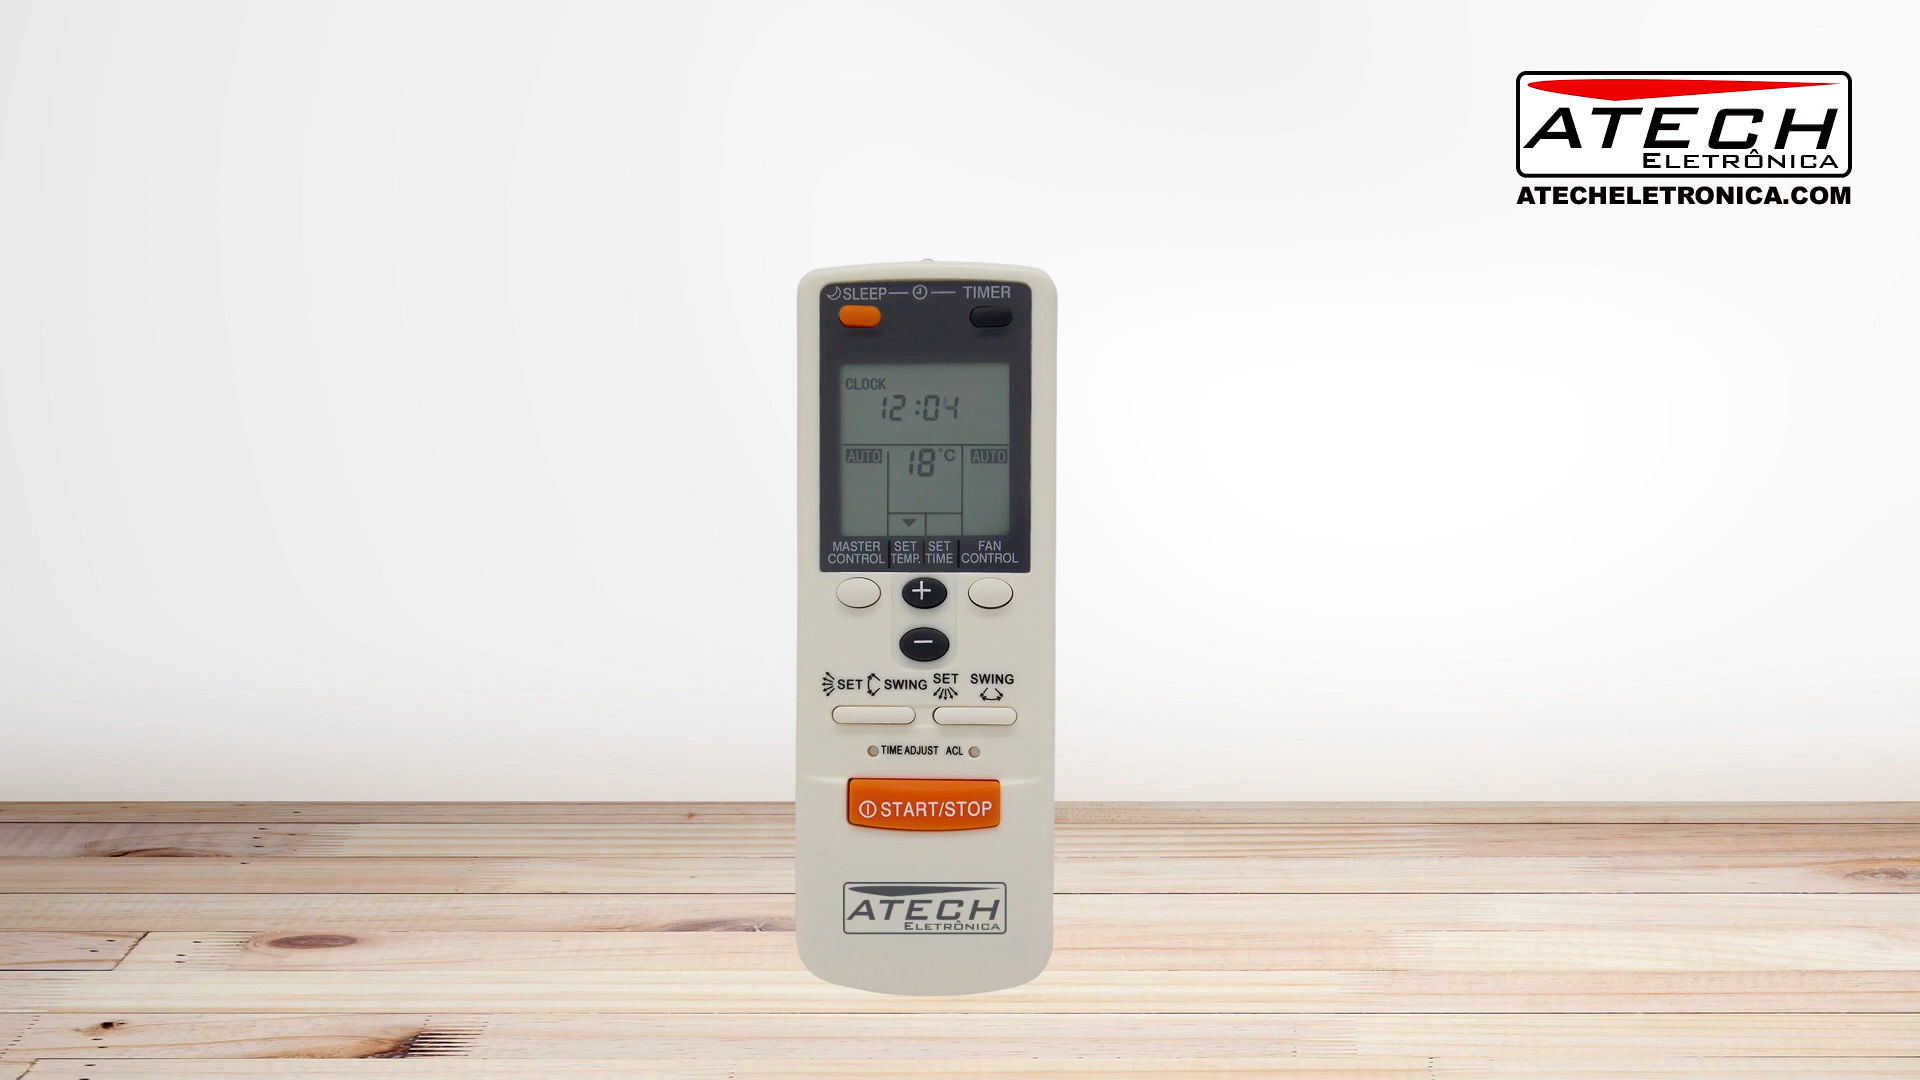 ATECH
ELETRÔNICA
ATECHELETRONICA.COM
SLEEP TIMER
CLOCK
12:04
AUTO 18°C AUTO
MASTER CONTROL SET TEMP. SET TIME FAN CONTROL
+
−
SET SWING SET SWING
TIME ADJUST ACL
START/STOP
ATECH
ELETRÔNICA